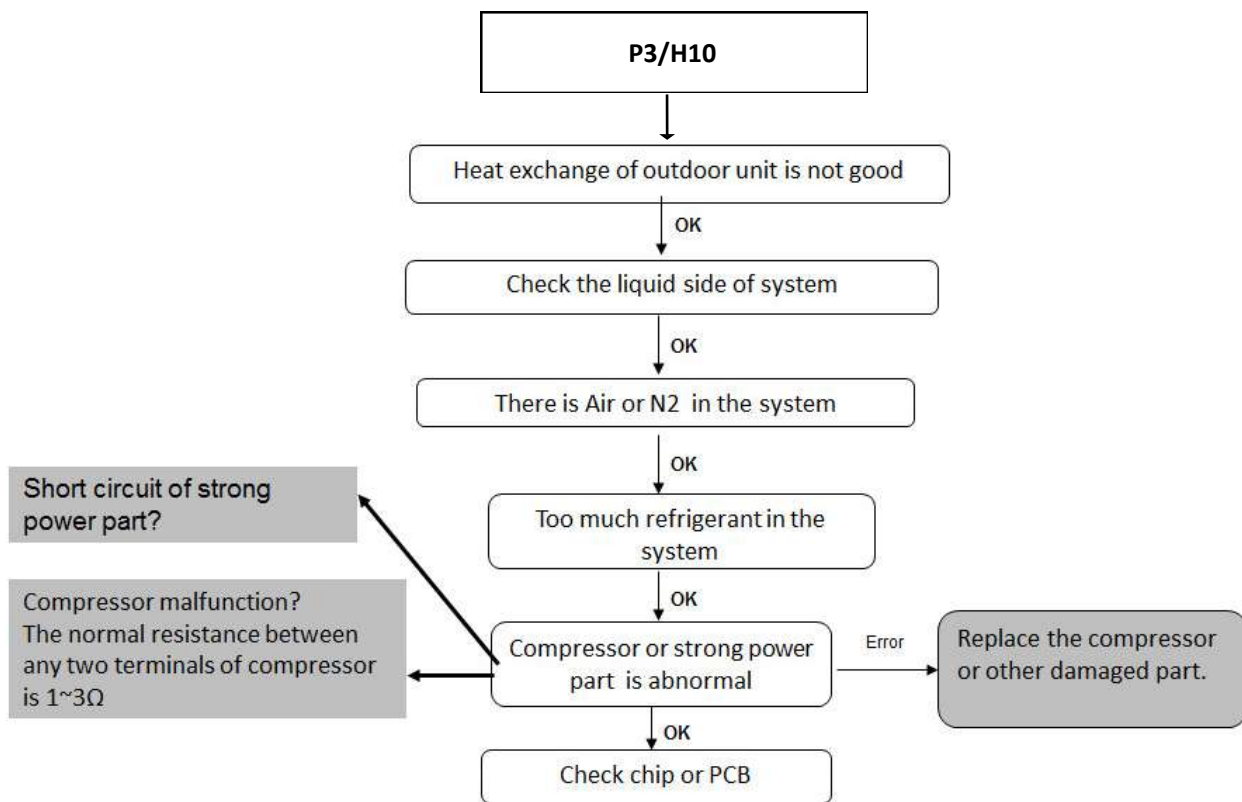 P3/H10
Heat exchange of outdoor unit is not good
OK
Check the liquid side of system
OK
There is Air or N2 in the system
OK
Short circuit of strong
power part?
Too much refrigerant in the
system
OK
Compressor malfunction?
The normal resistance between
any two terminals of compressor
is 1~3Ω
Compressor or strong power
part is abnormal
Error
Replace the compressor
or other damaged part.
OK
Check chip or PCB